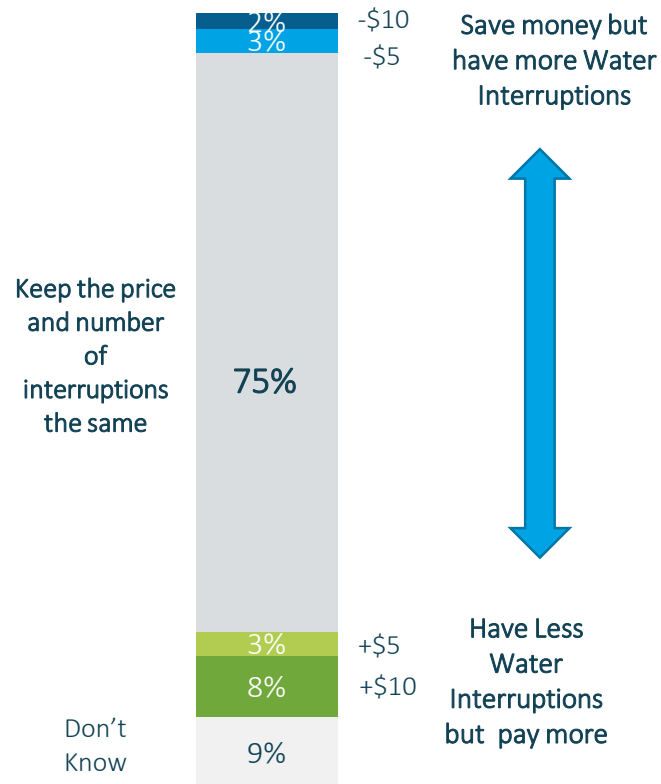 2%
-$10
3%
-$5
Save money but
have more Water
Interruptions
Keep the price
and number
of
interruptions
the same
75%
3%
+$5
8%
+$10
Have Less
Water
Interruptions
but pay more
Don't
Know
9%